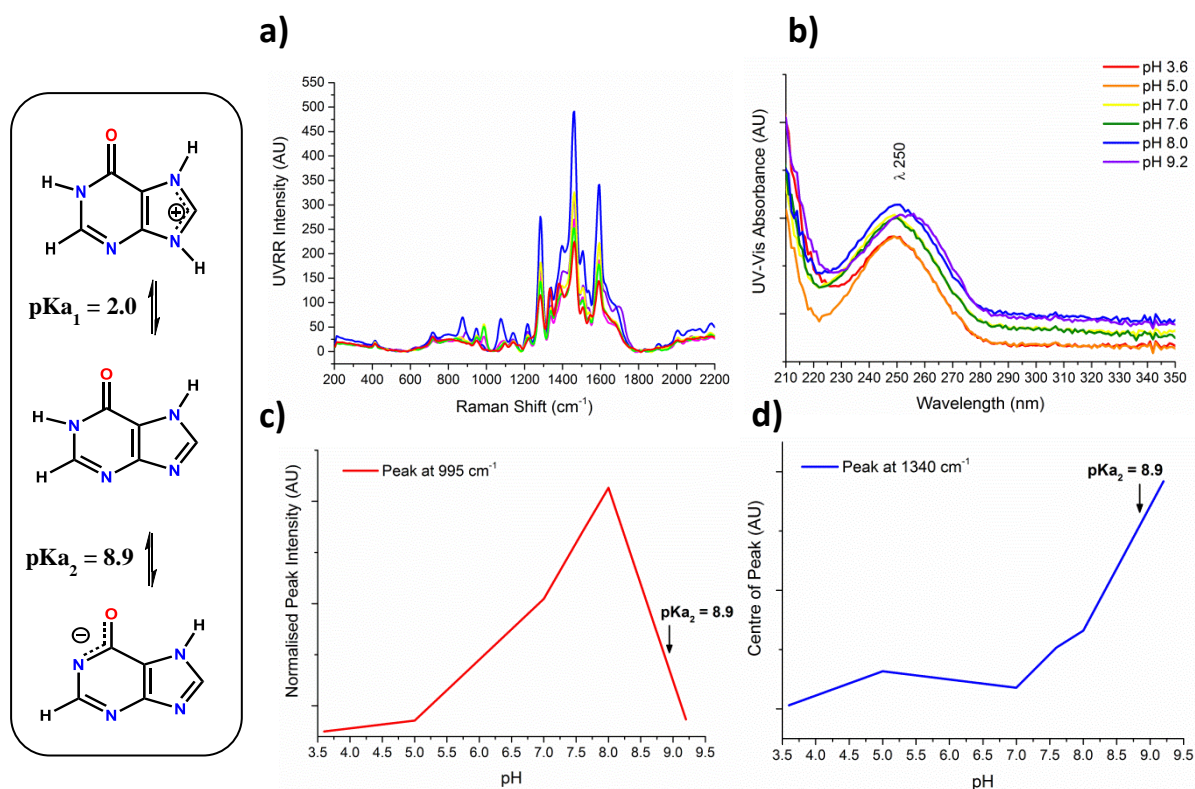 a)
b)
O
H
H
N
N
N
N
H
H
pKa1 = 2.0
O
H
H
N
N
N
N
H
pKa2 = 8.9
O
H
N
N
N
N
H
550
500
450
400
350
300
250
200
150
100
50
0
UVRR Intensity (AU)
200 400 600 800 1000 1200 1400 1600 1800 2000 2200
Raman Shift (cm-1)
pH 3.6
pH 5.0
pH 7.0
pH 7.6
pH 8.0
pH 9.2
λ 250
UV-Vis Absorbance (AU)
210 220 230 240 250 260 270 280 290 300 310 320 330 340 350
Wavelength (nm)
c)
d)
Peak at 995 cm-1
pKa2 = 8.9
Normalised Peak Intensity (AU)
3.5 4.0 4.5 5.0 5.5 6.0 6.5 7.0 7.5 8.0 8.5 9.0 9.5
pH
Peak at 1340 cm-1
pKa2 = 8.9
Centre of Peak (AU)
3.5 4.0 4.5 5.0 5.5 6.0 6.5 7.0 7.5 8.0 8.5 9.0 9.5
pH